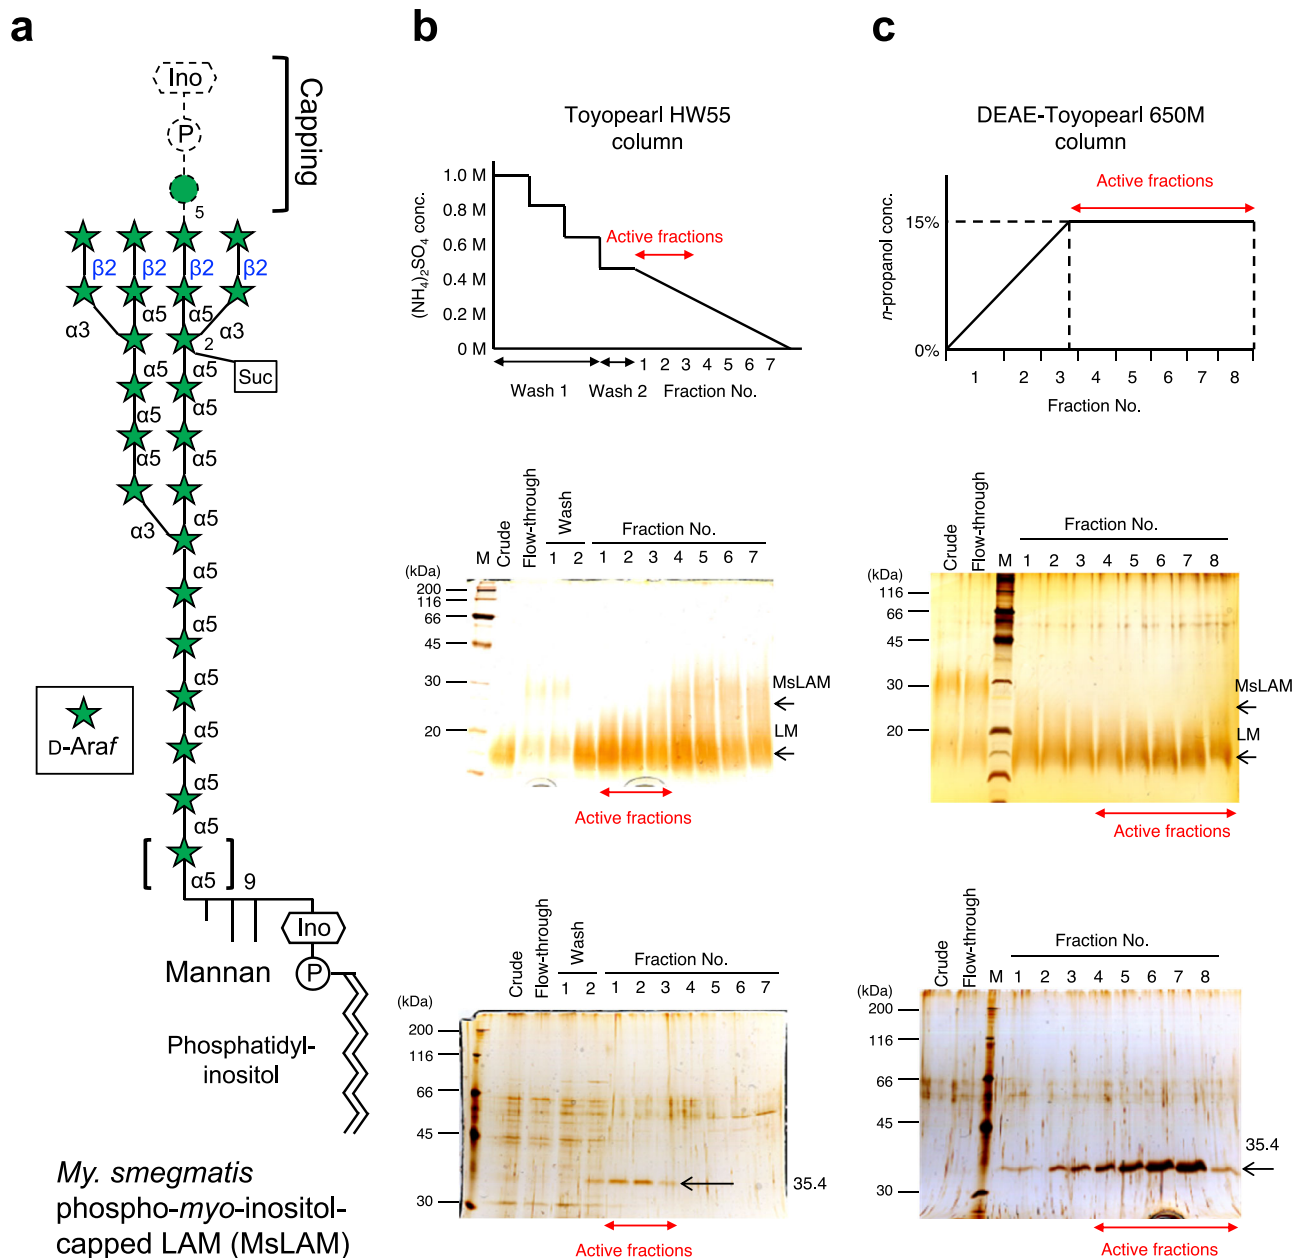 a
Ino
P
Capping
5
β2 β2 β2 β2
α3 α5 α5 α3
2
Suc
α5 α5
α5 α5
α5 α5
α3 α5
α5
α5
α5
α5
α5
α5
D-Araf
α5 9
Ino
Mannan
P
Phosphatidyl-
inositol
My. smegmatis
phospho-myo-inositol-
capped LAM (MsLAM)
b
Toyopearl HW55
column
(NH4)2SO4 conc.
1.0 M
0.8 M
0.6 M
0.4 M
0.2 M
0 M
Active fractions
1 2 3 4 5 6 7
Wash 1 Wash 2 Fraction No.
M Crude Flow-through Wash Fraction No.
1 2 1 2 3 4 5 6 7
(kDa)
200
116
66
45
30
20
MsLAM
LM
Active fractions
Crude Flow-through Wash Fraction No.
1 2 1 2 3 4 5 6 7
(kDa)
200
116
66
45
30
35.4
Active fractions
c
DEAE-Toyopearl 650M
column
Active fractions
n-propanol conc.
15%
0%
1 2 3 4 5 6 7 8
Fraction No.
Crude Flow-through M Fraction No.
1 2 3 4 5 6 7 8
(kDa)
116
66
45
30
20
MsLAM
LM
Active fractions
Crude Flow-through M Fraction No.
1 2 3 4 5 6 7 8
(kDa)
200
116
66
45
30
35.4
Active fractions